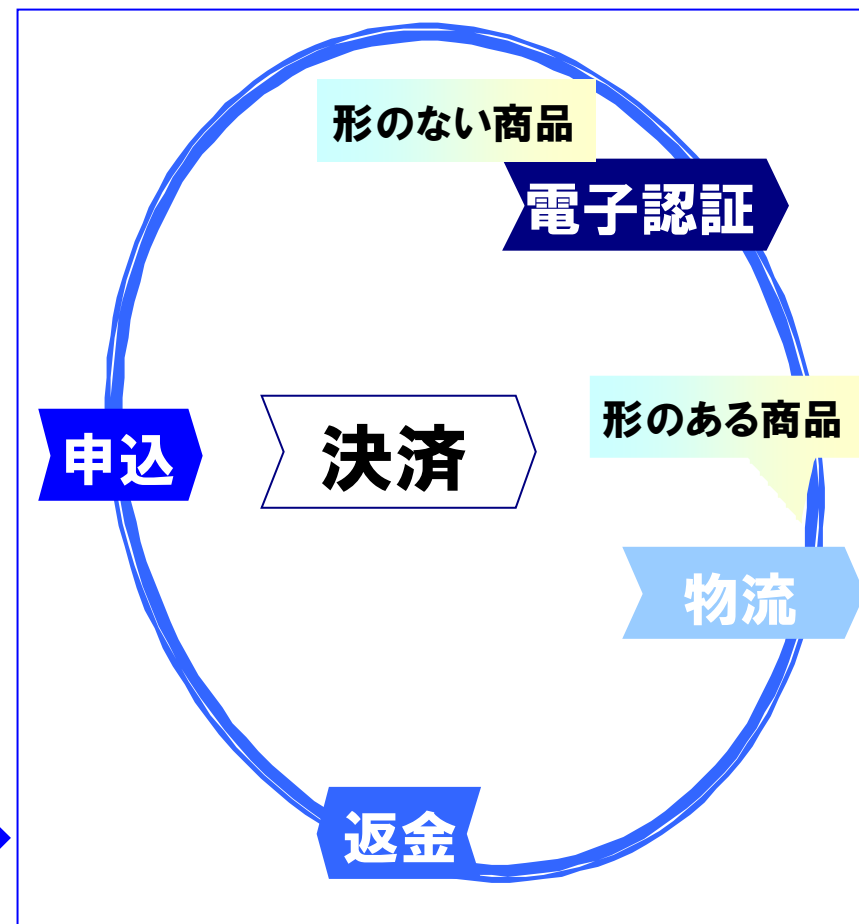 形のない商品
電子認証
形のある商品
申込
決済
物流
返金